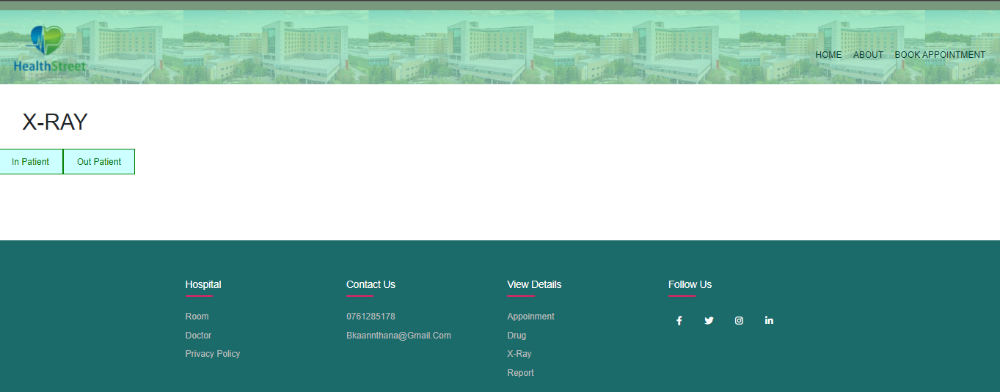 HealthStreet
HOME ABOUT BOOK APPOINTMENT
X-RAY
In Patient Out Patient
Hospital
Room
Doctor
Privacy Policy
Contact Us
0761285178
Bkaannthana@Gmail.Com
View Details
Appoinment
Drug
X-Ray
Report
Follow Us